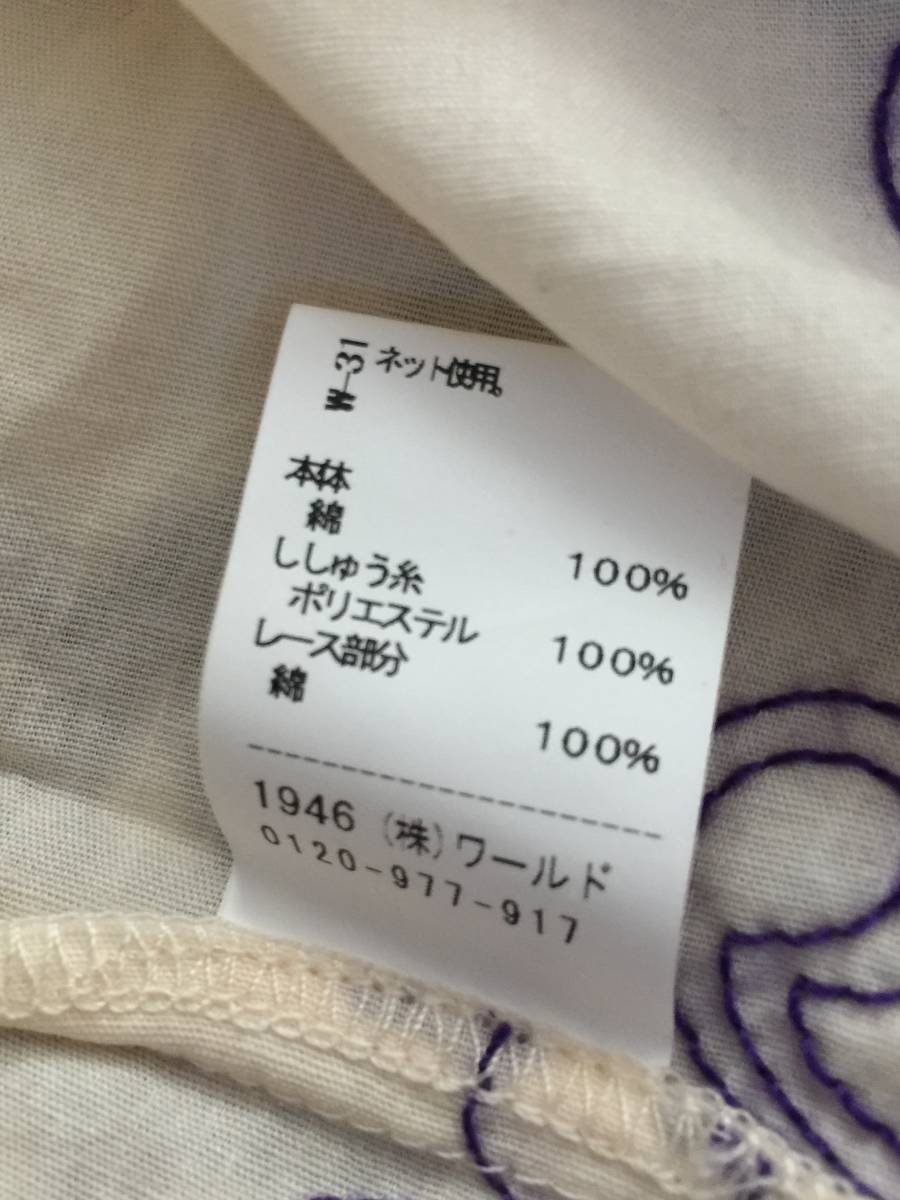 ネット使用。
W-31
本体
綿 100%
ししゅう糸
ポリエステル 100%
レース部分
綿 100%
1946 (株)ワールド
0120-977-917